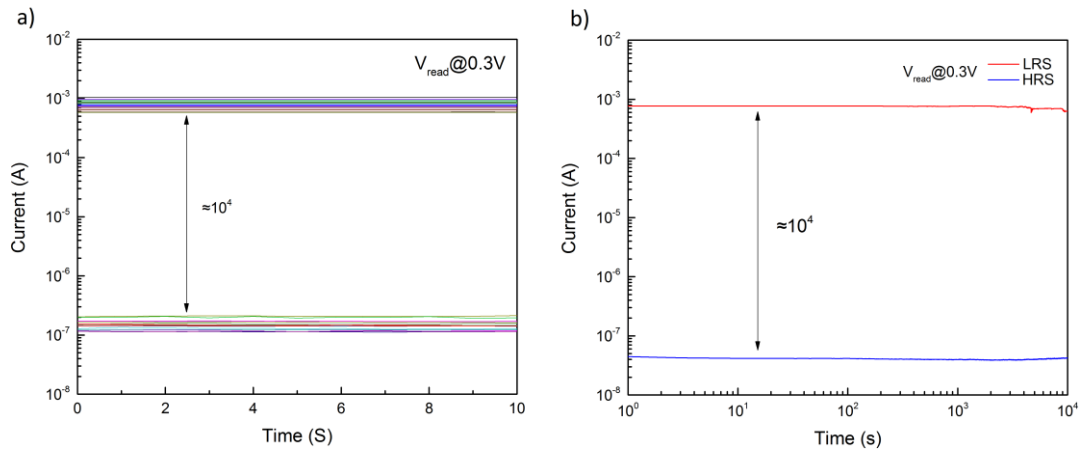 a)
V_read@0.3V
10^-2
10^-3
10^-4
10^-5
10^-6
10^-7
10^-8
Current (A)
≈10^4
0
2
4
6
8
10
Time (S)
b)
V_read@0.3V
LRS
HRS
10^-2
10^-3
10^-4
10^-5
10^-6
10^-7
10^-8
Current (A)
≈10^4
10^0
10^1
10^2
10^3
10^4
Time (s)